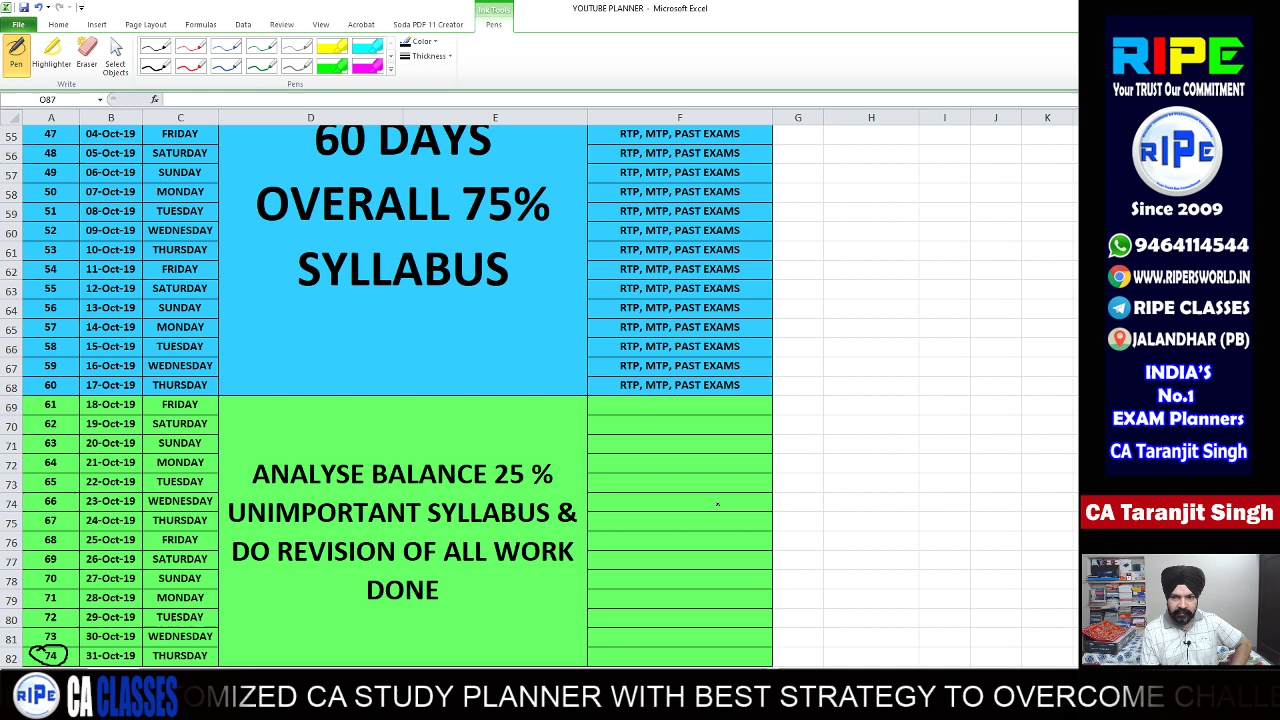 Ink Tools
YOUTUBE PLANNER - Microsoft Excel
File Home Insert Page Layout Formulas Data Review View Acrobat Soda PDF 11 Creator Pens
Pen Highlighter Eraser Select Objects
Color
Thickness
Write Pens
O87 fx
A B C D E F G H I J K
55 47 04-Oct-19 FRIDAY RTP, MTP, PAST EXAMS
56 48 05-Oct-19 SATURDAY RTP, MTP, PAST EXAMS
57 49 06-Oct-19 SUNDAY RTP, MTP, PAST EXAMS
58 50 07-Oct-19 MONDAY RTP, MTP, PAST EXAMS
59 51 08-Oct-19 TUESDAY RTP, MTP, PAST EXAMS
60 52 09-Oct-19 WEDNESDAY RTP, MTP, PAST EXAMS
61 53 10-Oct-19 THURSDAY RTP, MTP, PAST EXAMS
62 54 11-Oct-19 FRIDAY RTP, MTP, PAST EXAMS
63 55 12-Oct-19 SATURDAY RTP, MTP, PAST EXAMS
64 56 13-Oct-19 SUNDAY RTP, MTP, PAST EXAMS
65 57 14-Oct-19 MONDAY RTP, MTP, PAST EXAMS
66 58 15-Oct-19 TUESDAY RTP, MTP, PAST EXAMS
67 59 16-Oct-19 WEDNESDAY RTP, MTP, PAST EXAMS
68 60 17-Oct-19 THURSDAY RTP, MTP, PAST EXAMS
60 DAYS
OVERALL 75%
SYLLABUS
69 61 18-Oct-19 FRIDAY
70 62 19-Oct-19 SATURDAY
71 63 20-Oct-19 SUNDAY
72 64 21-Oct-19 MONDAY
73 65 22-Oct-19 TUESDAY
74 66 23-Oct-19 WEDNESDAY
75 67 24-Oct-19 THURSDAY
76 68 25-Oct-19 FRIDAY
77 69 26-Oct-19 SATURDAY
78 70 27-Oct-19 SUNDAY
79 71 28-Oct-19 MONDAY
80 72 29-Oct-19 TUESDAY
81 73 30-Oct-19 WEDNESDAY
82 74 31-Oct-19 THURSDAY
ANALYSE BALANCE 25 %
UNIMPORTANT SYLLABUS &
DO REVISION OF ALL WORK
DONE
RIPE
Your TRUST Our COMMITMENT
RIPE
Since 2009
9464114544
WWW.RIPERSWORLD.IN
RIPE CLASSES
JALANDHAR (PB)
INDIA'S
No.1
EXAM Planners
CA Taranjit Singh
CA Taranjit Singh
RIPE CA CLASSES
OMIZED CA STUDY PLANNER WITH BEST STRATEGY TO OVERCOME CHALLE